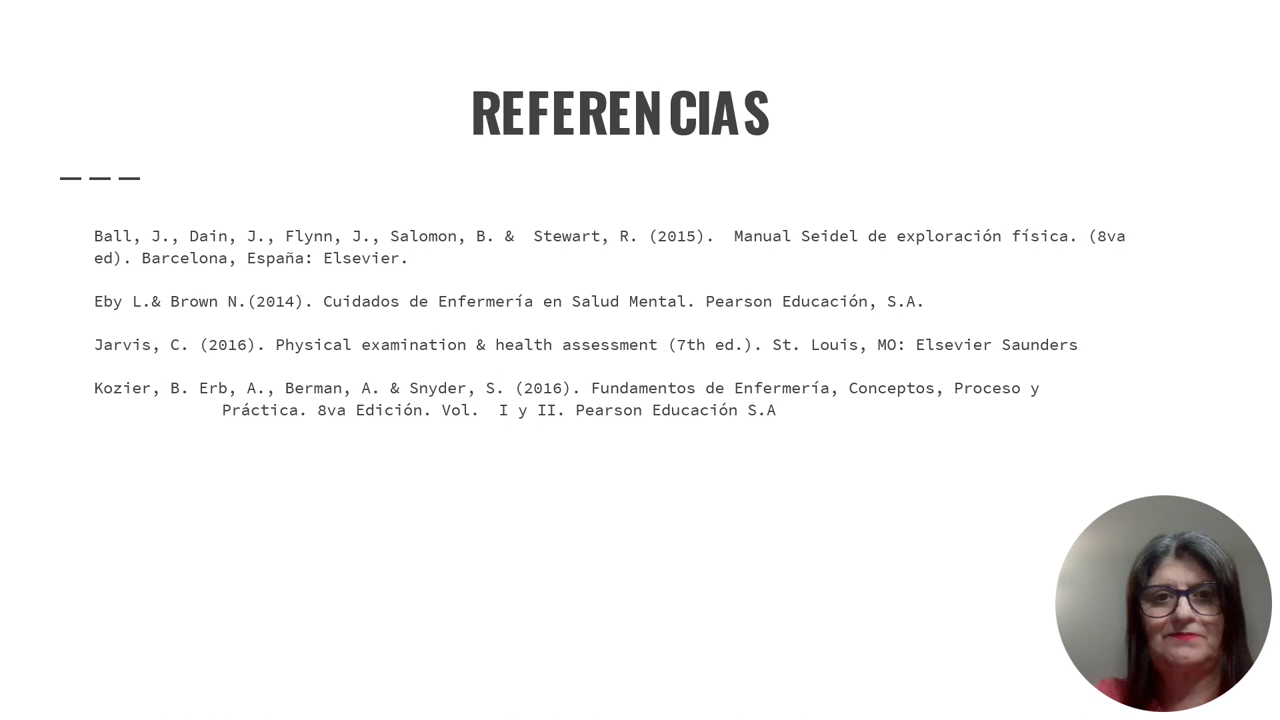 REFERENCIAS
Ball, J., Dain, J., Flynn, J., Salomon, B. &  Stewart, R. (2015).  Manual Seidel de exploración física. (8va
ed). Barcelona, España: Elsevier.
Eby L.& Brown N.(2014). Cuidados de Enfermería en Salud Mental. Pearson Educación, S.A.
Jarvis, C. (2016). Physical examination & health assessment (7th ed.). St. Louis, MO: Elsevier Saunders
Kozier, B. Erb, A., Berman, A. & Snyder, S. (2016). Fundamentos de Enfermería, Conceptos, Proceso y
Práctica. 8va Edición. Vol.  I y II. Pearson Educación S.A